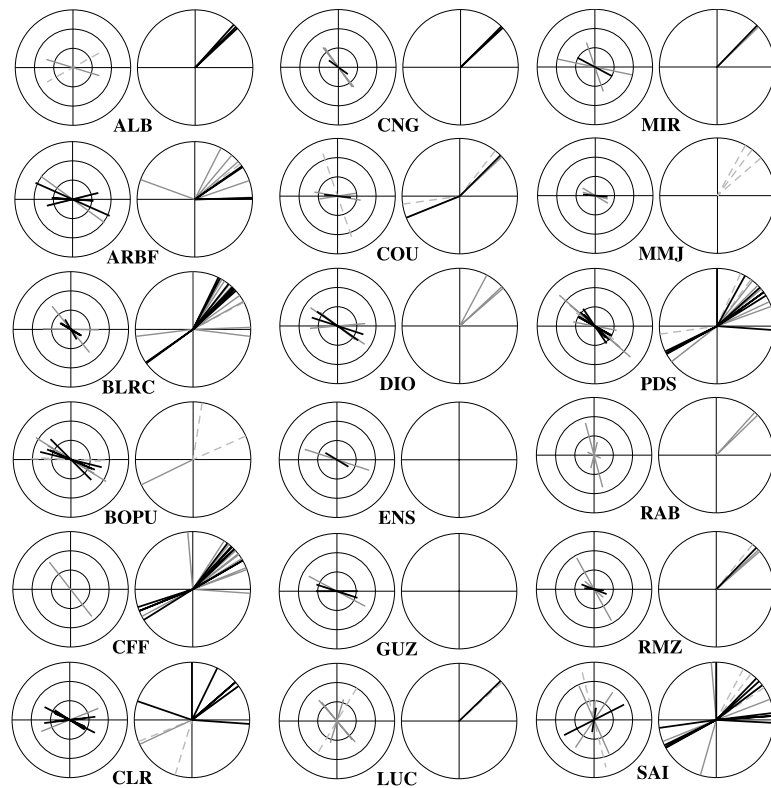 ALB CNG MIR
ARBF COU MMJ
BLRC DIO PDS
BOPU ENS RAB
CFF GUZ RMZ
CLR LUC SAI